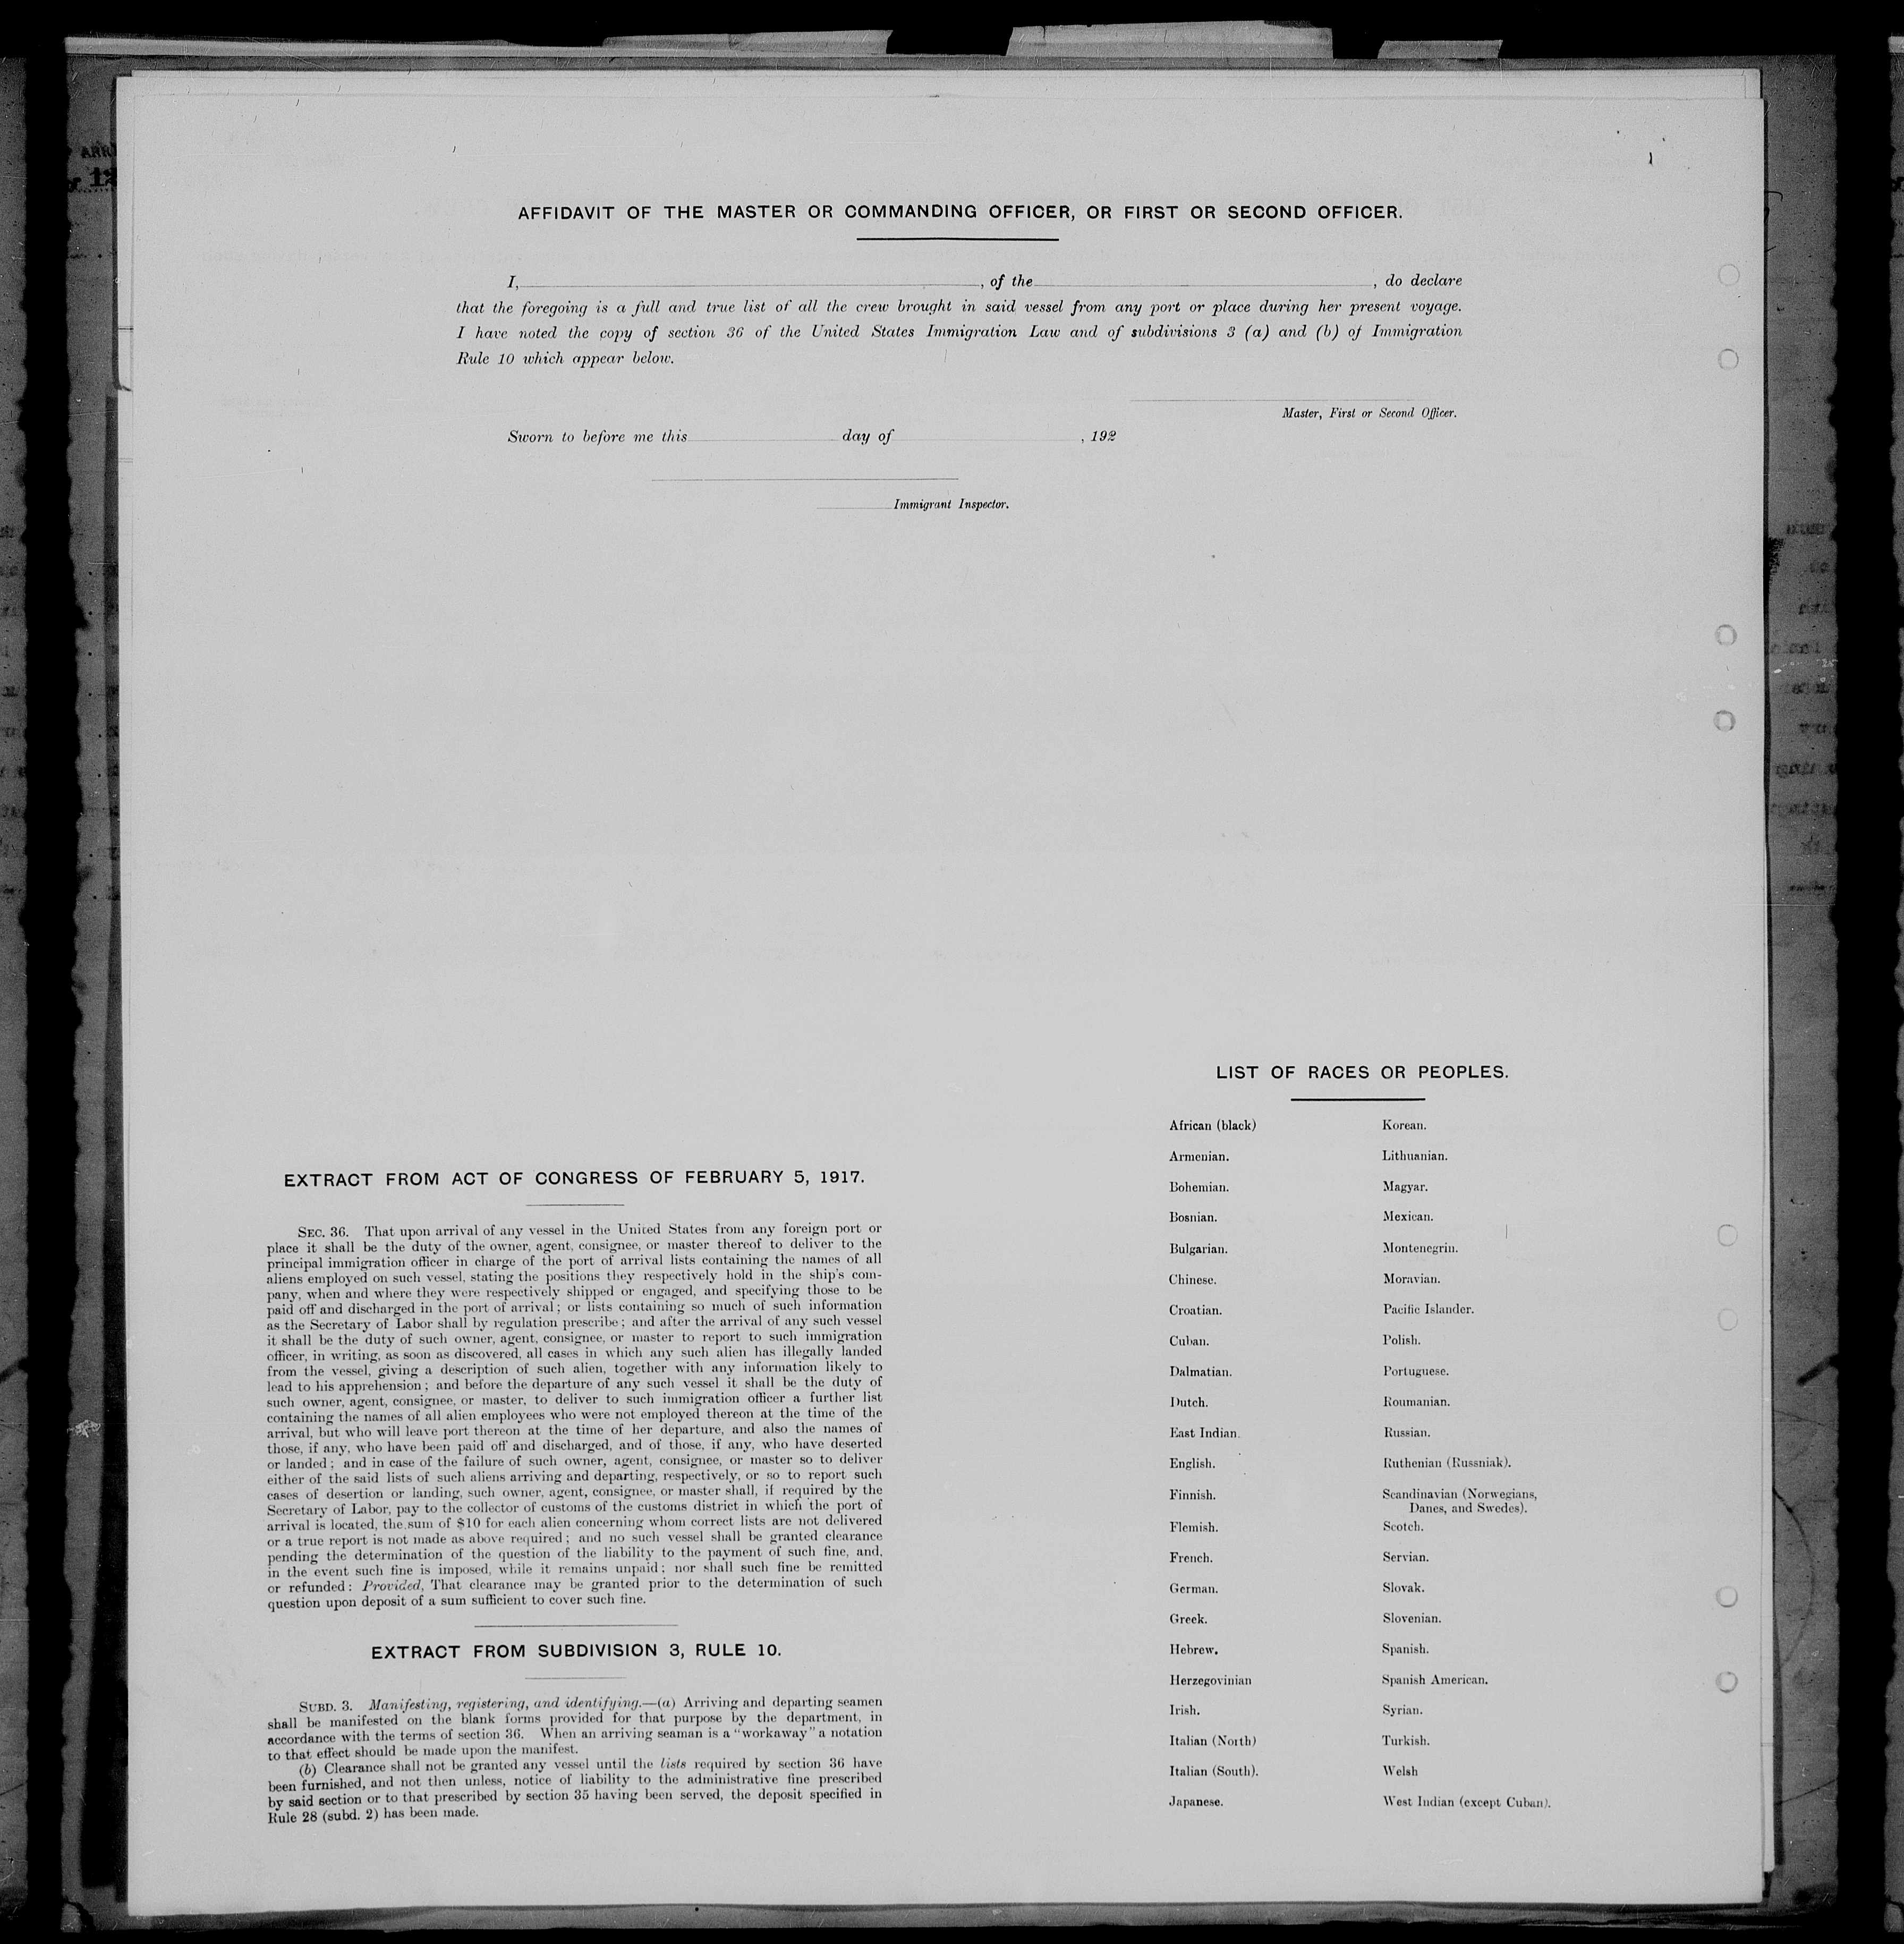 AFFIDAVIT OF THE MASTER OR COMMANDING OFFICER, OR FIRST OR SECOND OFFICER.
I, , of the , do declare
that the foregoing is a full and true list of all the crew brought in said vessel from any port or place during her present voyage.
I have noted the copy of section 36 of the United States Immigration Law and of subdivisions 3 (a) and (b) of Immigration
Rule 10 which appear below.
Master, First or Second Officer.
Sworn to before me this day of , 192
Immigrant Inspector.
EXTRACT FROM ACT OF CONGRESS OF FEBRUARY 5, 1917.
SEC. 36. That upon arrival of any vessel in the United States from any foreign port or
place it shall be the duty of the owner, agent, consignee, or master thereof to deliver to the
principal immigration officer in charge of the port of arrival lists containing the names of all
aliens employed on such vessel, stating the positions they respectively hold in the ship's com-
pany, when and where they were respectively shipped or engaged, and specifying those to be
paid off and discharged in the port of arrival; or lists containing so much of such information
as the Secretary of Labor shall by regulation prescribe; and after the arrival of any such vessel
it shall be the duty of such owner, agent, consignee, or master to report to such immigration
officer, in writing, as soon as discovered, all cases in which any such alien has illegally landed
from the vessel, giving a description of such alien, together with any information likely to
lead to his apprehension; and before the departure of any such vessel it shall be the duty of
such owner, agent, consignee, or master, to deliver to such immigration officer a further list
containing the names of all alien employees who were not employed thereon at the time of the
arrival, but who will leave port thereon at the time of her departure, and also the names of
those, if any, who have been paid off and discharged, and of those, if any, who have deserted
or landed; and in case of the failure of such owner, agent, consignee, or master so to deliver
either of the said lists of such aliens arriving and departing, respectively, or so to report such
cases of desertion or landing, such owner, agent, consignee, or master shall, if required by the
Secretary of Labor, pay to the collector of customs of the customs district in which the port of
arrival is located, the sum of $10 for each alien concerning whom correct lists are not delivered
or a true report is not made as above required; and no such vessel shall be granted clearance
pending the determination of the question of the liability to the payment of such fine, and,
in the event such fine is imposed, while it remains unpaid; nor shall such fine be remitted
or refunded: Provided, That clearance may be granted prior to the determination of such
question upon deposit of a sum sufficient to cover such fine.
EXTRACT FROM SUBDIVISION 3, RULE 10.
SUBD. 3. Manifesting, registering, and identifying.—(a) Arriving and departing seamen
shall be manifested on the blank forms provided for that purpose by the department, in
accordance with the terms of section 36. When an arriving seaman is a "workaway" a notation
to that effect should be made upon the manifest.
(b) Clearance shall not be granted any vessel until the lists required by section 36 have
been furnished, and not then unless, notice of liability to the administrative fine prescribed
by said section or to that prescribed by section 35 having been served, the deposit specified in
Rule 28 (subd. 2) has been made.
LIST OF RACES OR PEOPLES.
African (black)
Armenian.
Bohemian.
Bosnian.
Bulgarian.
Chinese.
Croatian.
Cuban.
Dalmatian.
Dutch.
East Indian.
English.
Finnish.
Flemish.
French.
German.
Greek.
Hebrew.
Herzegovinian
Irish.
Italian (North)
Italian (South).
Japanese.
Korean.
Lithuanian.
Magyar.
Mexican.
Montenegrin.
Moravian.
Pacific Islander.
Polish.
Portuguese.
Roumanian.
Russian.
Ruthenian (Russniak).
Scandinavian (Norwegians,
Danes, and Swedes).
Scotch.
Servian.
Slovak.
Slovenian.
Spanish.
Spanish American.
Syrian.
Turkish.
Welsh
West Indian (except Cuban).